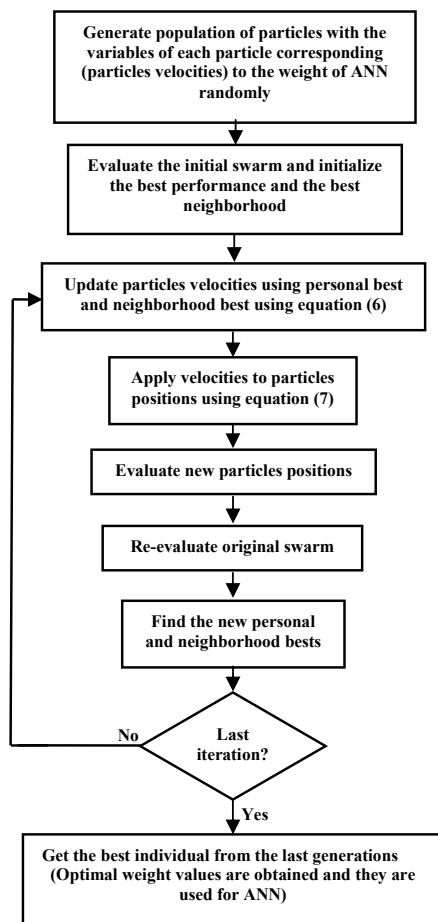 Generate population of particles with the
variables of each particle corresponding
(particles velocities) to the weight of ANN
randomly
Evaluate the initial swarm and initialize
the best performance and the best
neighborhood
Update particles velocities using personal best
and neighborhood best using equation (6)
Apply velocities to particles
positions using equation (7)
Evaluate new particles positions
Re-evaluate original swarm
Find the new personal
and neighborhood bests
No
Last
iteration?
Yes
Get the best individual from the last generations
(Optimal weight values are obtained and they are
used for ANN)